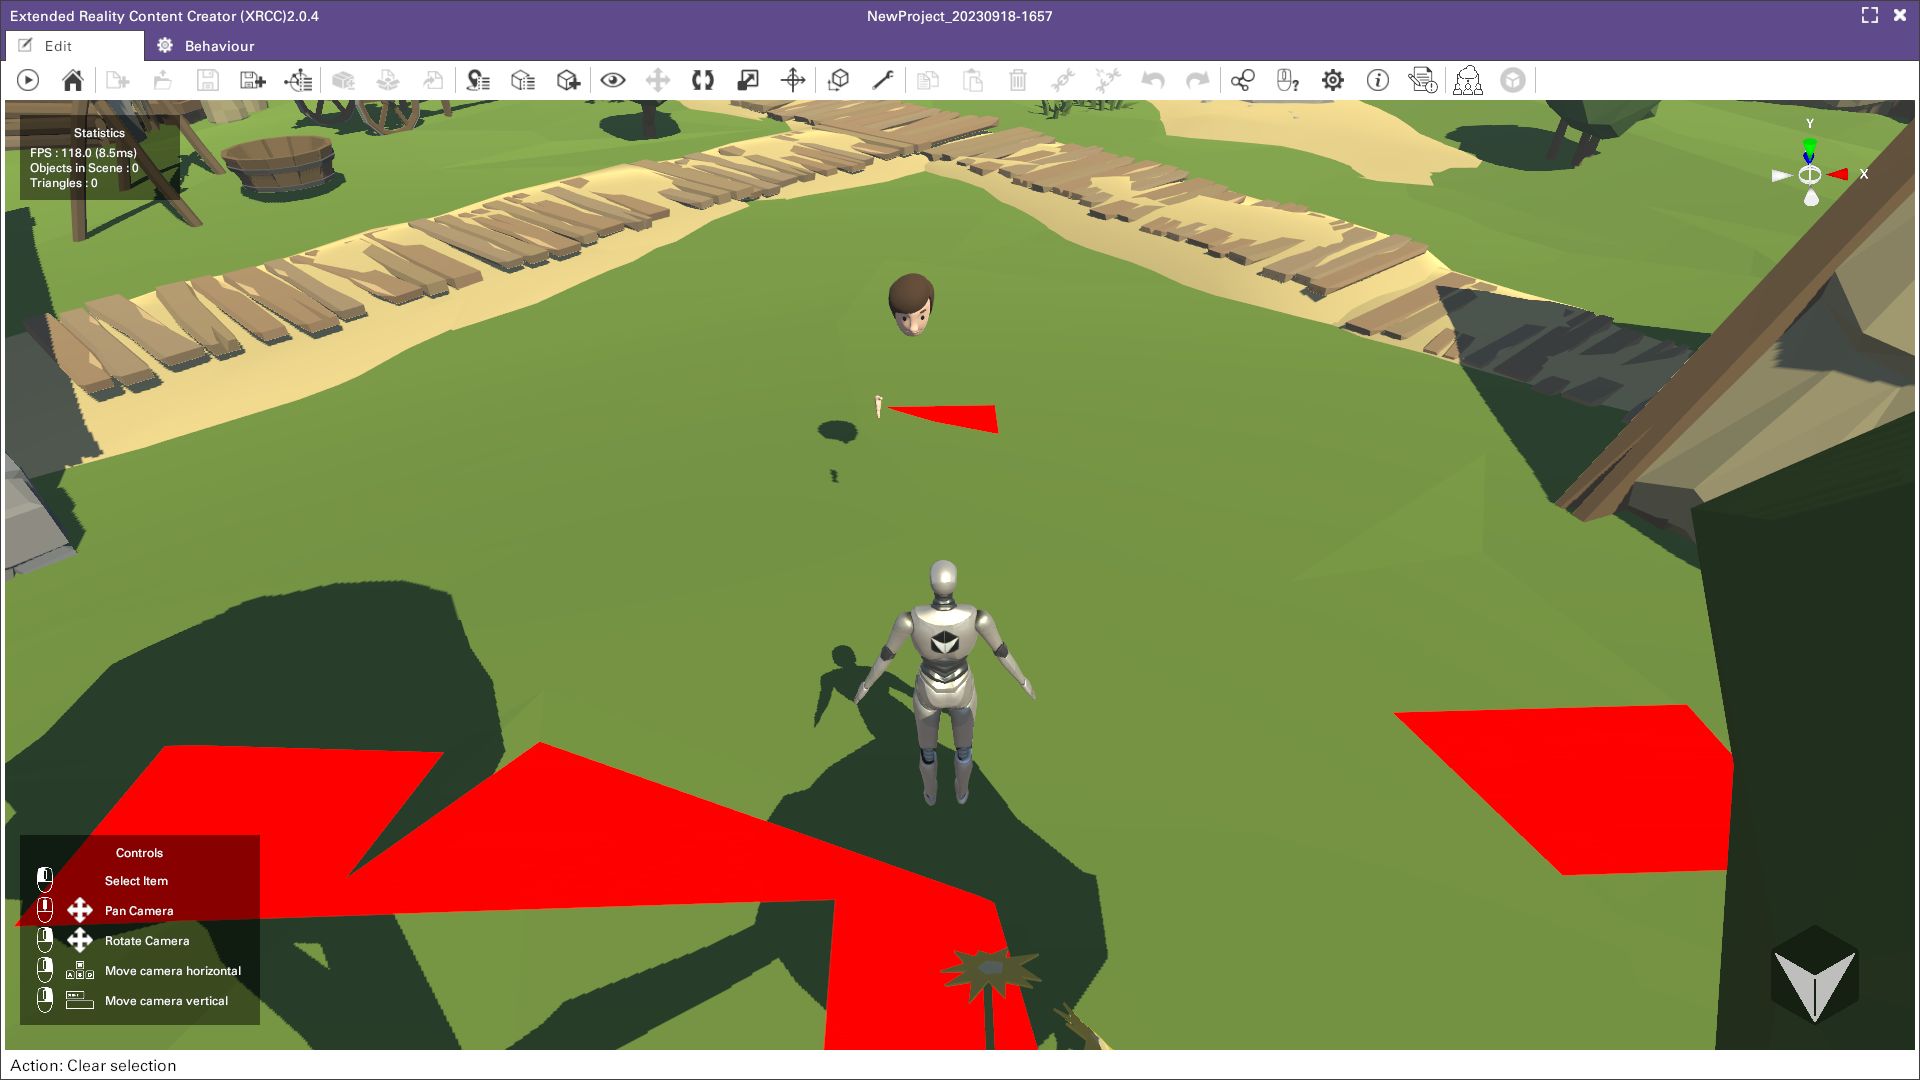 Extended Reality Content Creator (XRCC)2.0.4
NewProject_20230918-1657
Edit
Behaviour
Statistics
FPS : 118.0 (8.5ms)
Objects in Scene : 0
Triangles : 0
Y
X
Controls
Select Item
Pan Camera
Rotate Camera
Move camera horizontal
Move camera vertical
Action: Clear selection